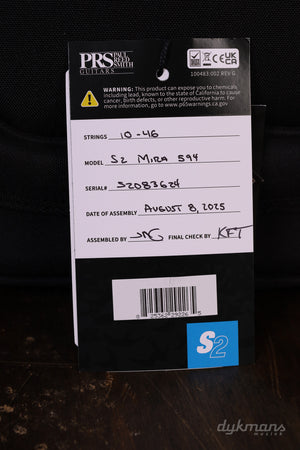 PRS PAUL REED SMITH
GUITARS
100483:002:REV G
WARNING: This product can expose you to chemicals
including lead, known to the state of California to cause
cancer, birth defects, or other reproductive harm. For
more information, go to www.p65warnings.ca.gov
STRINGS 10-46
MODEL S2 MIRA 594
SERIAL# S2083624
DATE OF ASSEMBLY AUGUST 8, 2025
ASSEMBLED BY FINAL CHECK BY KFT
S2
dykmans
muziek